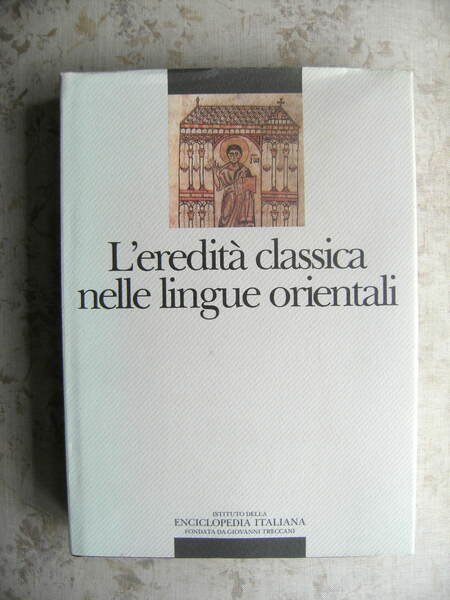 L'eredità classica
nelle lingue orientali
ISTITUTO DELLA
ENCICLOPEDIA ITALIANA
FONDATA DA GIOVANNI TRECCANI